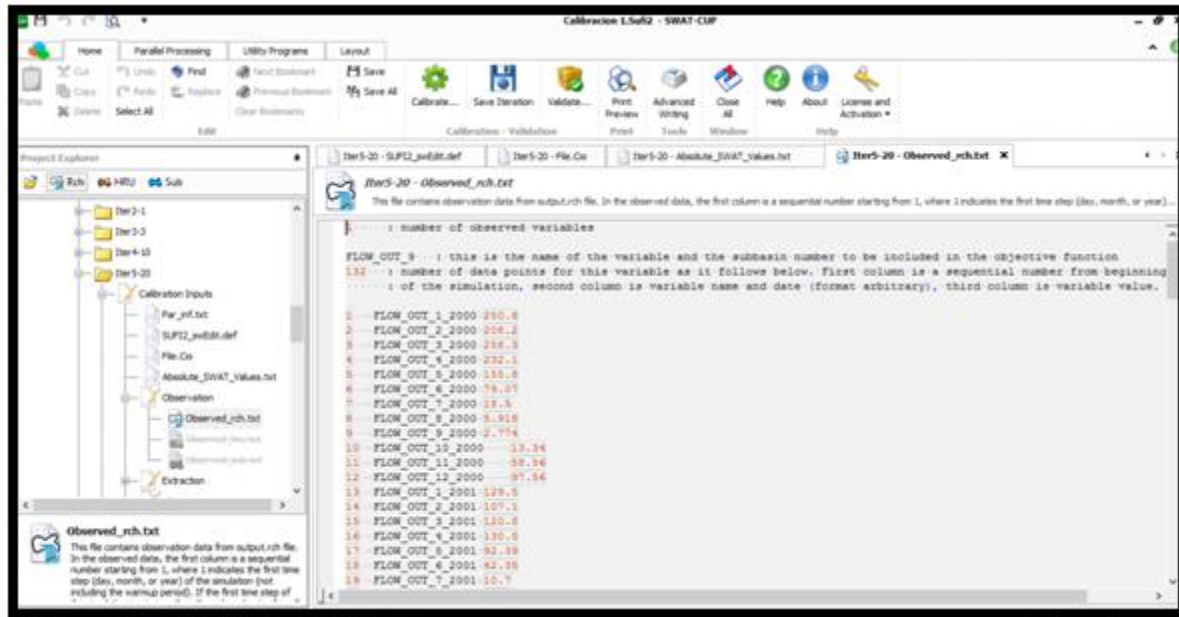 Calibracion 1.Sufi2 - SWAT-CUP
Home Parallel Processing Utility Programs Layout
Paste
Cut Undo Find Next Bookmark Save
Copy Redo Replace Previous Bookmark Save All
Delete Select All Clear Bookmarks
Calibrate... Save Iteration Validate... Print Preview Advanced Writing Close All Help About License and Activation
Edit Calibration - Validation Print Tools Window Help
Project Explorer
Rch HRU Sub
Iter2-1
Iter3-3
Iter4-10
Iter5-20
Calibration Inputs
Par_inf.txt
SUFI2_swEdit.def
File.Cio
Absolute_SWAT_Values.txt
Observation
Observed_rch.txt
Observed_hru.txt
Observed_sub.txt
Extraction
Observed_rch.txt
This file contains observation data from output.rch file.
In the observed data, the first column is a sequential
number starting from 1, where 1 indicates the first time
step (day, month, or year) of the simulation (not
including the warmup period). If the first time step of
Iter5-20 - SUFI2_swEdit.def Iter5-20 - File.Cio Iter5-20 - Absolute_SWAT_Values.txt Iter5-20 - Observed_rch.txt
Iter5-20 - Observed_rch.txt
This file contains observation data from output.rch file. In the observed data, the first column is a sequential number starting from 1, where 1 indicates the first time step (day, month, or year)...
: number of observed variables
FLOW_OUT_9 : this is the name of the variable and the subbasin number to be included in the objective function
132 : number of data points for this variable as it follows below. First column is a sequential number from beginning
: of the simulation, second column is variable name and date (format arbitrary), third column is variable value.
1 FLOW_OUT_1_2000
2 FLOW_OUT_2_2000 206.2
3 FLOW_OUT_3_2000
4 FLOW_OUT_4_2000 232.1
5 FLOW_OUT_5_2000 155.8
6 FLOW_OUT_6_2000 79.07
7 FLOW_OUT_7_2000 18.5
8 FLOW_OUT_8_2000 5.918
9 FLOW_OUT_9_2000 2.774
10 FLOW_OUT_10_2000 13.34
11 FLOW_OUT_11_2000 58.96
12 FLOW_OUT_12_2000 97.56
13 FLOW_OUT_1_2001 129.5
14 FLOW_OUT_2_2001 107.1
15 FLOW_OUT_3_2001
16 FLOW_OUT_4_2001
17 FLOW_OUT_5_2001
18 FLOW_OUT_6_2001 42.35
19 FLOW_OUT_7_2001 10.7